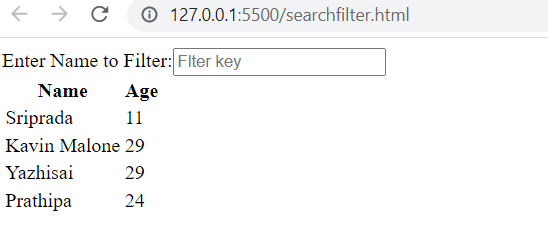 127.0.0.1:5500/searchfilter.html
Enter Name to Filter: Flter key
Name Age
Sriprada 11
Kavin Malone 29
Yazhisai 29
Prathipa 24